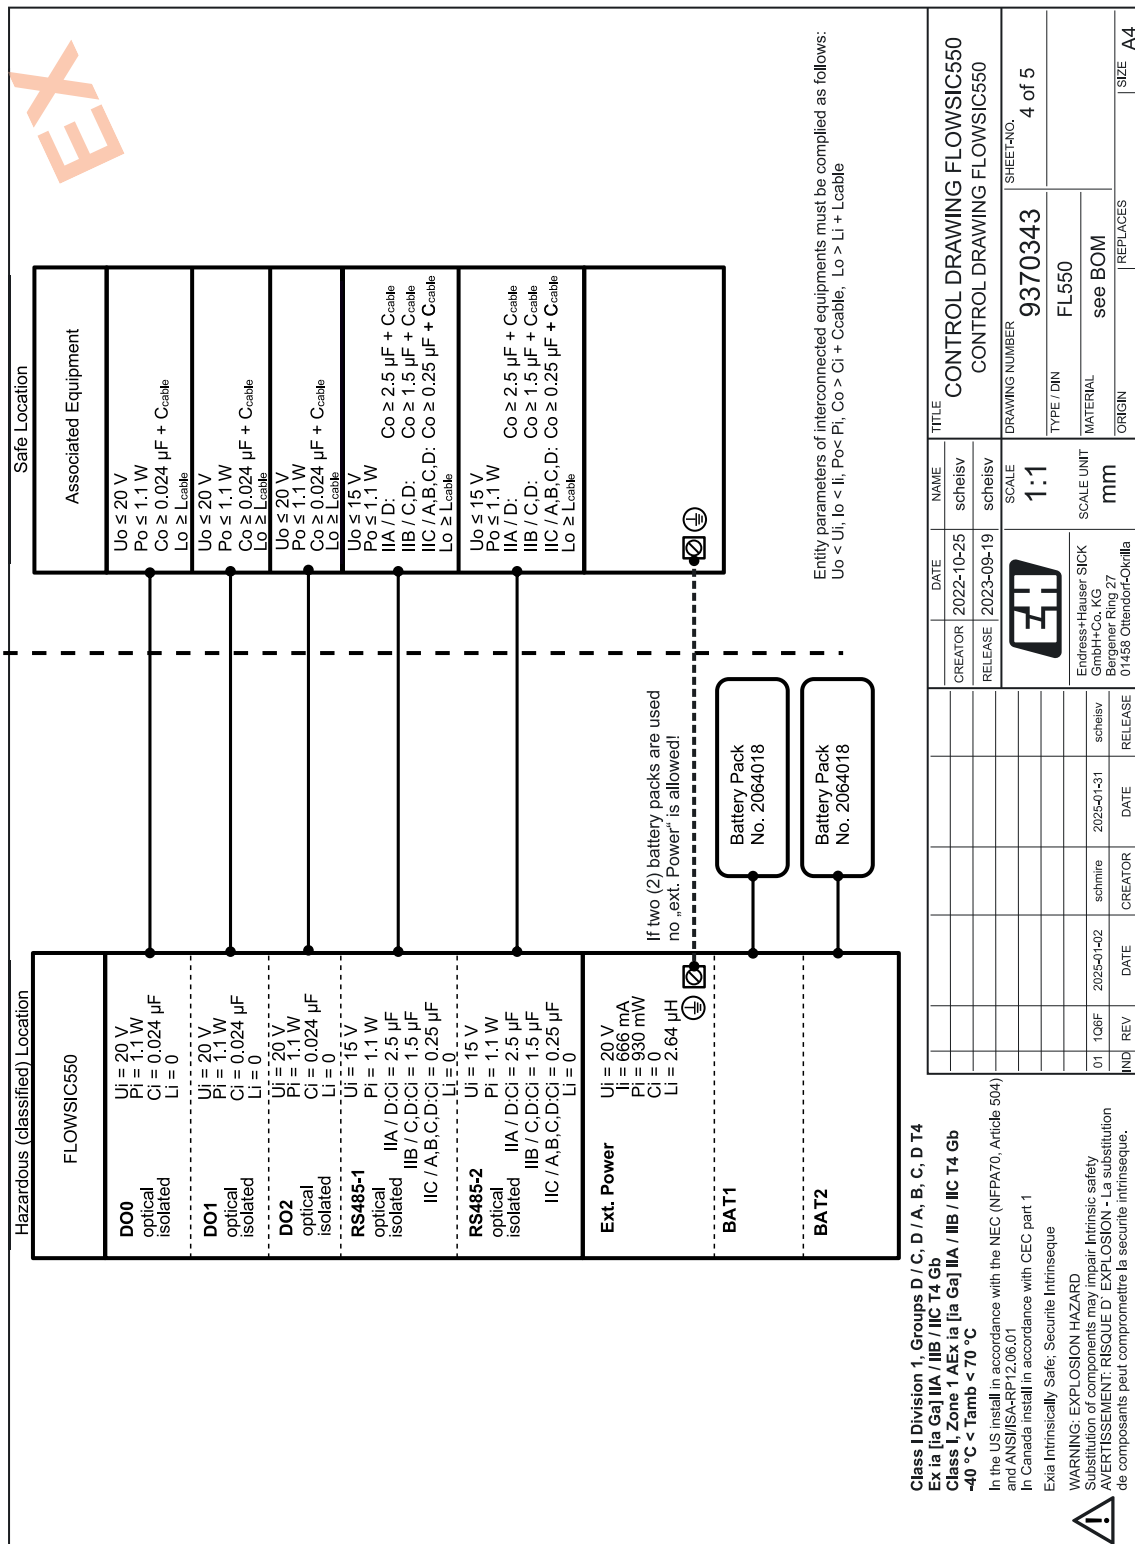 EX
Hazardous (classified) Location
Safe Location
FLOWSIC550
DO0
optical
isolated
Ui = 20 V
Pi = 1.1 W
Ci = 0.024 µF
Li = 0
DO1
optical
isolated
Ui = 20 V
Pi = 1.1 W
Ci = 0.024 µF
Li = 0
DO2
optical
isolated
Ui = 20 V
Pi = 1.1 W
Ci = 0.024 µF
Li = 0
RS485-1
optical
isolated
Ui = 15 V
Pi = 1.1 W
IIA / D:Ci = 2.5 µF
IIB / C,D:Ci = 1.5 µF
IIC / A,B,C,D:Ci = 0.25 µF
Li = 0
RS485-2
optical
isolated
Ui = 15 V
Pi = 1.1 W
IIA / D:Ci = 2.5 µF
IIB / C,D:Ci = 1.5 µF
IIC / A,B,C,D:Ci = 0.25 µF
Li = 0
Ext. Power
Ui = 20 V
Ii = 666 mA
Pi = 930 mW
Ci = 0
Li = 2.64 µH
BAT1
BAT2
If two (2) battery packs are used
no „ext. Power“ is allowed!
Battery Pack
No. 2064018
Battery Pack
No. 2064018
Associated Equipment
Uo ≤ 20 V
Po ≤ 1.1 W
Co ≥ 0.024 µF + Ccable
Lo ≥ Lcable
Uo ≤ 20 V
Po ≤ 1.1 W
Co ≥ 0.024 µF + Ccable
Lo ≥ Lcable
Uo ≤ 20 V
Po ≤ 1.1 W
Co ≥ 0.024 µF + Ccable
Lo ≥ Lcable
Uo ≤ 15 V
Po ≤ 1.1 W
IIA / D: Co ≥ 2.5 µF + Ccable
IIB / C,D: Co ≥ 1.5 µF + Ccable
IIC / A,B,C,D: Co ≥ 0.25 µF + Ccable
Lo ≥ Lcable
Uo ≤ 15 V
Po ≤ 1.1 W
IIA / D: Co ≥ 2.5 µF + Ccable
IIB / C,D: Co ≥ 1.5 µF + Ccable
IIC / A,B,C,D: Co ≥ 0.25 µF + Ccable
Lo ≥ Lcable
Entity parameters of interconnected equipments must be complied as follows:
Uo < Ui, Io < Ii, Po< Pi, Co > Ci + Ccable, Lo > Li + Lcable
Class I Division 1, Groups D / C, D / A, B, C, D T4
Ex ia [ia Ga] IIA / IIB / IIC T4 Gb
Class I, Zone 1 AEx ia [ia Ga] IIA / IIB / IIC T4 Gb
-40 °C < Tamb < 70 °C
In the US install in accordance with the NEC (NFPA70, Article 504)
and ANSI/ISA-RP12.06.01
In Canada install in accordance with CEC part 1
Exia Intrinsically Safe; Securite Intrinseque
WARNING: EXPLOSION HAZARD
Substitution of components may impair Intrinsic safety
AVERTISSEMENT: RISQUE D` EXPLOSION - La substitution
de composants peut compromettre la securite intrinseque.
01 1Q6F 2025-01-02 schmire 2025-01-31 scheisv
IND REV DATE CREATOR DATE RELEASE
DATE NAME
CREATOR 2022-10-25 scheisv
RELEASE 2023-09-19 scheisv
EH
Endress+Hauser SICK
GmbH+Co. KG
Bergener Ring 27
01458 Ottendorf-Okrilla
SCALE
1:1
SCALE UNIT
mm
TITLE
CONTROL DRAWING FLOWSIC550
CONTROL DRAWING FLOWSIC550
DRAWING NUMBER
9370343
SHEET-NO.
4 of 5
TYPE / DIN
FL550
MATERIAL
see BOM
ORIGIN
REPLACES
SIZE A4